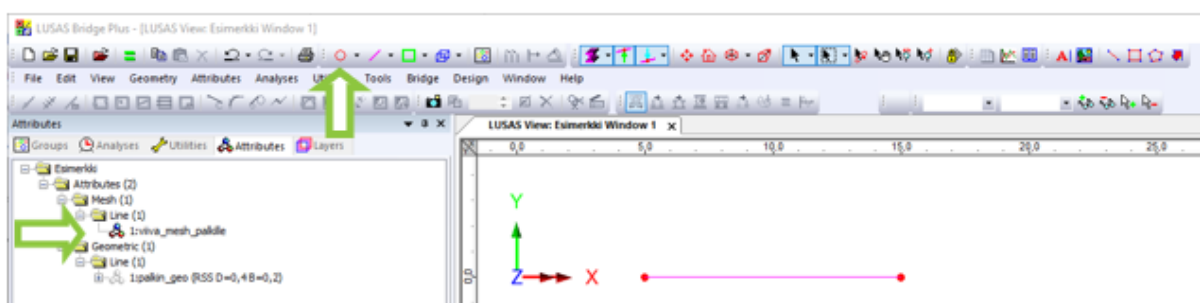 LUSAS Bridge Plus - [LUSAS View: Esimerkki Window 1]
File Edit View Geometry Attributes Analyses Tools Bridge Design Window Help
Attributes
LUSAS View: Esimerkki Window 1 x
Groups Analyses Utilities Attributes Layers
0,0 5,0 10,0 15,0 20,0 25,0
Esimerkki
Attributes (2)
Mesh (1)
Line (1)
1:viiva_mesh_palkille
Geometric (1)
Line (1)
1:palkin_geo (RSS D=0,4 B=0,2)
Y
Z X
0,0